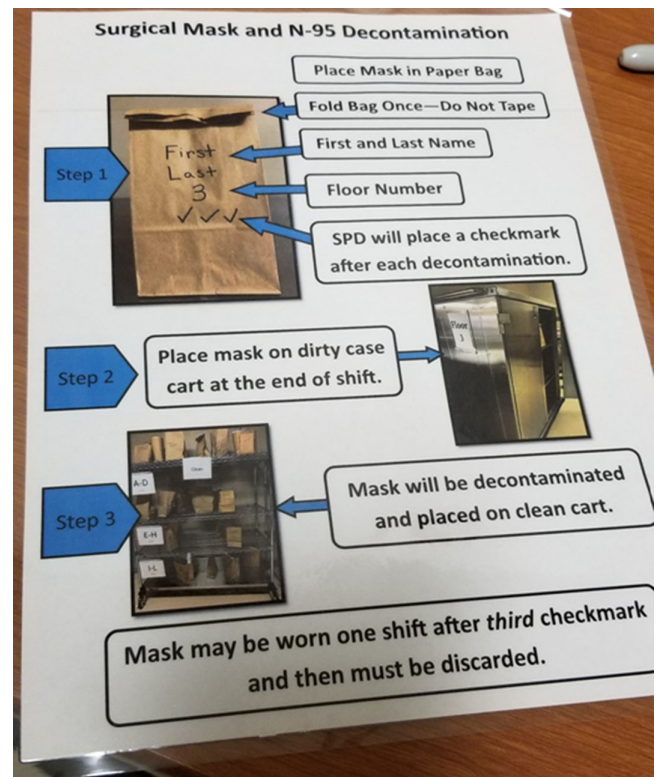 Surgical Mask and N-95 Decontamination
Place Mask in Paper Bag
Fold Bag Once—Do Not Tape
First and Last Name
Floor Number
SPD will place a checkmark
after each decontamination.
Step 1
First
Last
3
✓✓✓
Step 2
Place mask on dirty case
cart at the end of shift.
Floor
3
Step 3
Clean
A-D
E-H
I-L
Mask will be decontaminated
and placed on clean cart.
Mask may be worn one shift after third checkmark
and then must be discarded.